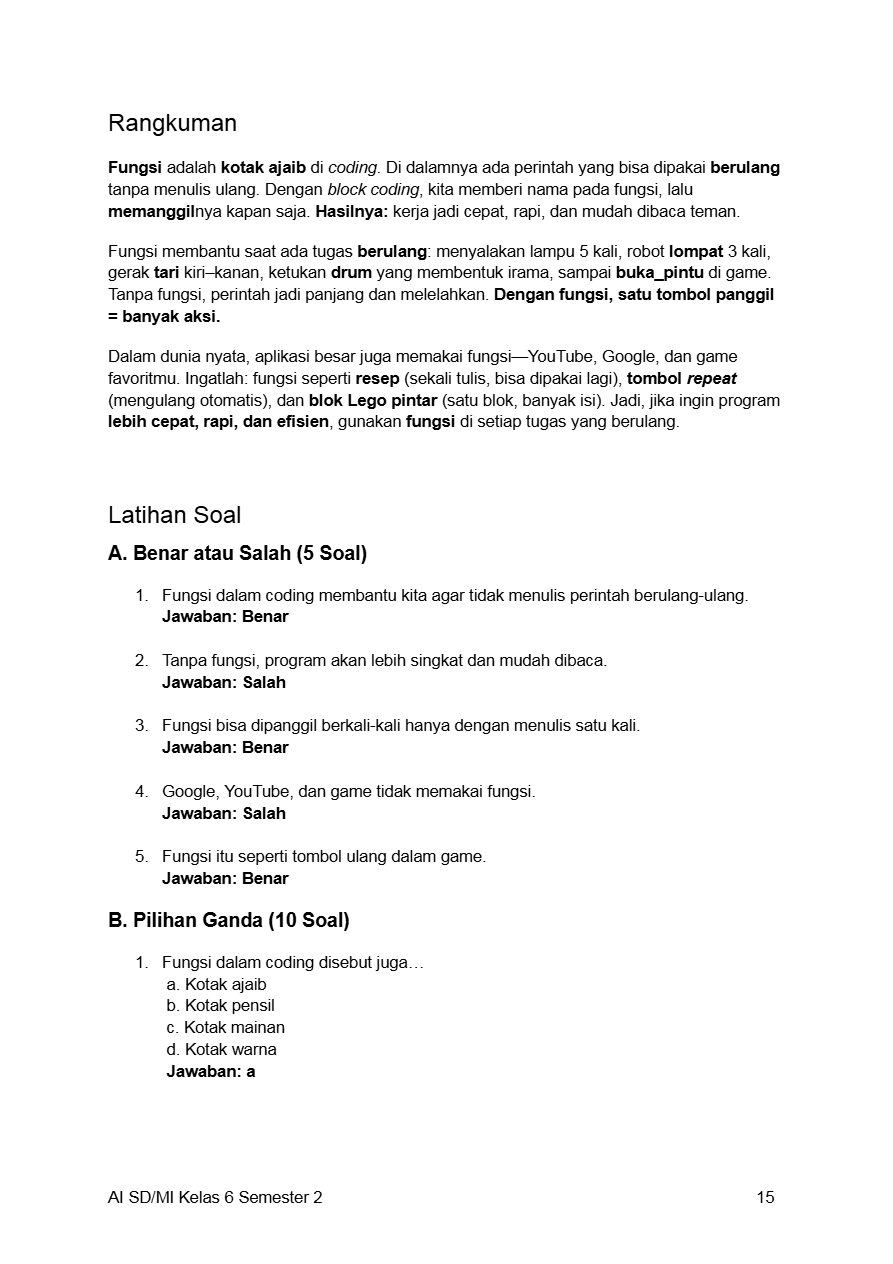 Rangkuman
Fungsi adalah kotak ajaib di coding. Di dalamnya ada perintah yang bisa dipakai berulang
tanpa menulis ulang. Dengan block coding, kita memberi nama pada fungsi, lalu
memanggilnya kapan saja. Hasilnya: kerja jadi cepat, rapi, dan mudah dibaca teman.
Fungsi membantu saat ada tugas berulang: menyalakan lampu 5 kali, robot lompat 3 kali,
gerak tari kiri–kanan, ketukan drum yang membentuk irama, sampai buka_pintu di game.
Tanpa fungsi, perintah jadi panjang dan melelahkan. Dengan fungsi, satu tombol panggil
= banyak aksi.
Dalam dunia nyata, aplikasi besar juga memakai fungsi—YouTube, Google, dan game
favoritmu. Ingatlah: fungsi seperti resep (sekali tulis, bisa dipakai lagi), tombol repeat
(mengulang otomatis), dan blok Lego pintar (satu blok, banyak isi). Jadi, jika ingin program
lebih cepat, rapi, dan efisien, gunakan fungsi di setiap tugas yang berulang.
Latihan Soal
A. Benar atau Salah (5 Soal)
1. Fungsi dalam coding membantu kita agar tidak menulis perintah berulang-ulang.
Jawaban: Benar
2. Tanpa fungsi, program akan lebih singkat dan mudah dibaca.
Jawaban: Salah
3. Fungsi bisa dipanggil berkali-kali hanya dengan menulis satu kali.
Jawaban: Benar
4. Google, YouTube, dan game tidak memakai fungsi.
Jawaban: Salah
5. Fungsi itu seperti tombol ulang dalam game.
Jawaban: Benar
B. Pilihan Ganda (10 Soal)
1. Fungsi dalam coding disebut juga…
a. Kotak ajaib
b. Kotak pensil
c. Kotak mainan
d. Kotak warna
Jawaban: a
AI SD/MI Kelas 6 Semester 2 15